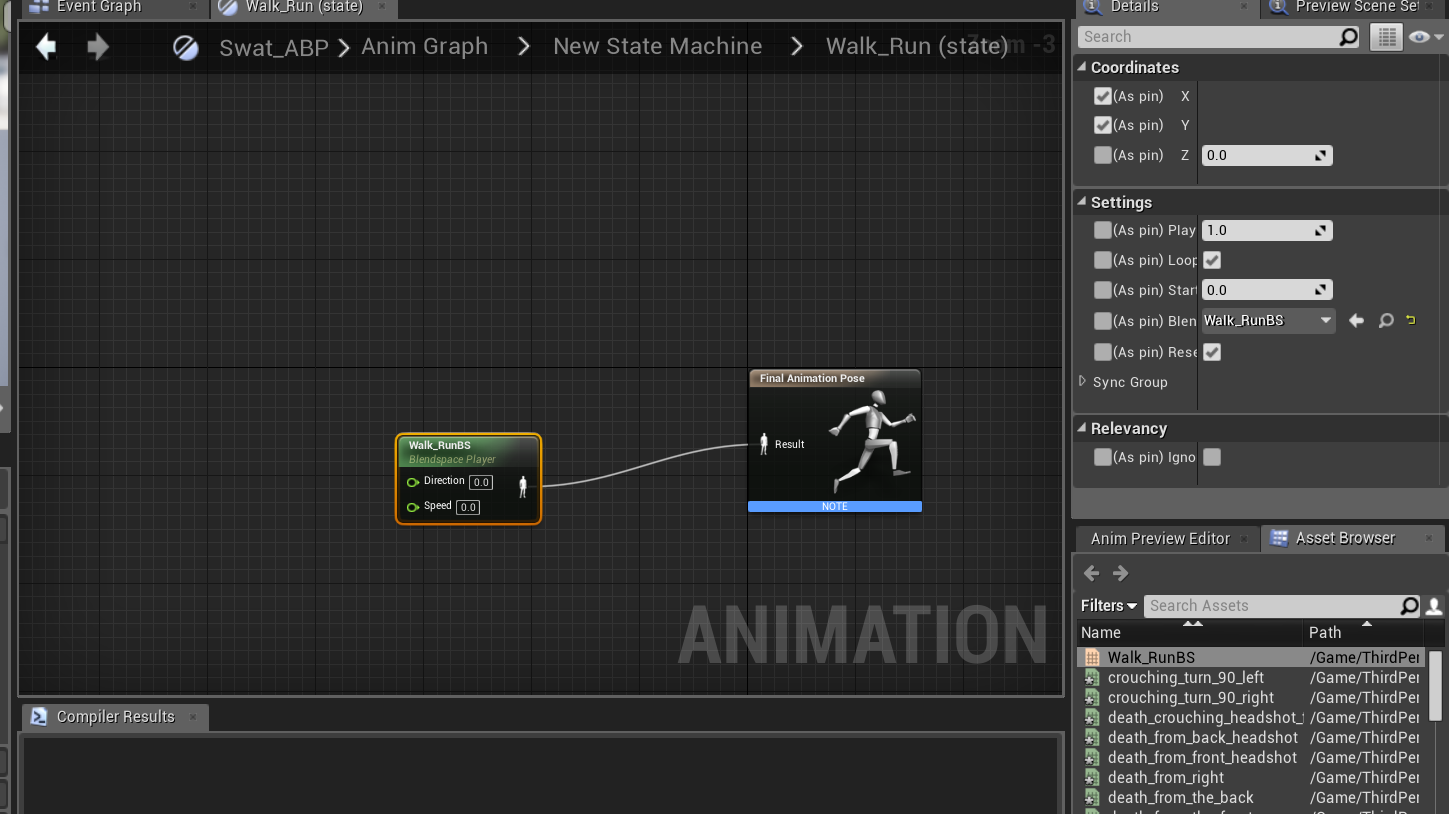 Event Graph
Walk_Run (state)
Swat_ABP
Anim Graph
New State Machine
Walk_Run (state)
Zoom -3
Walk_RunBS
Blendspace Player
Direction 0.0
Speed 0.0
Final Animation Pose
Result
NOTE
ANIMATION
Compiler Results
Details
Preview Scene Set
Search
Coordinates
(As pin) X
(As pin) Y
(As pin) Z 0.0
Settings
(As pin) Play 1.0
(As pin) Loop
(As pin) Start 0.0
(As pin) Blen Walk_RunBS
(As pin) Rese
Sync Group
Relevancy
(As pin) Igno
Anim Preview Editor
Asset Browser
Filters
Search Assets
Name Path
Walk_RunBS /Game/ThirdPer
crouching_turn_90_left /Game/ThirdPer
crouching_turn_90_right /Game/ThirdPer
death_crouching_headshot_f /Game/ThirdPer
death_from_back_headshot /Game/ThirdPer
death_from_front_headshot /Game/ThirdPer
death_from_right /Game/ThirdPer
death_from_the_back /Game/ThirdPer